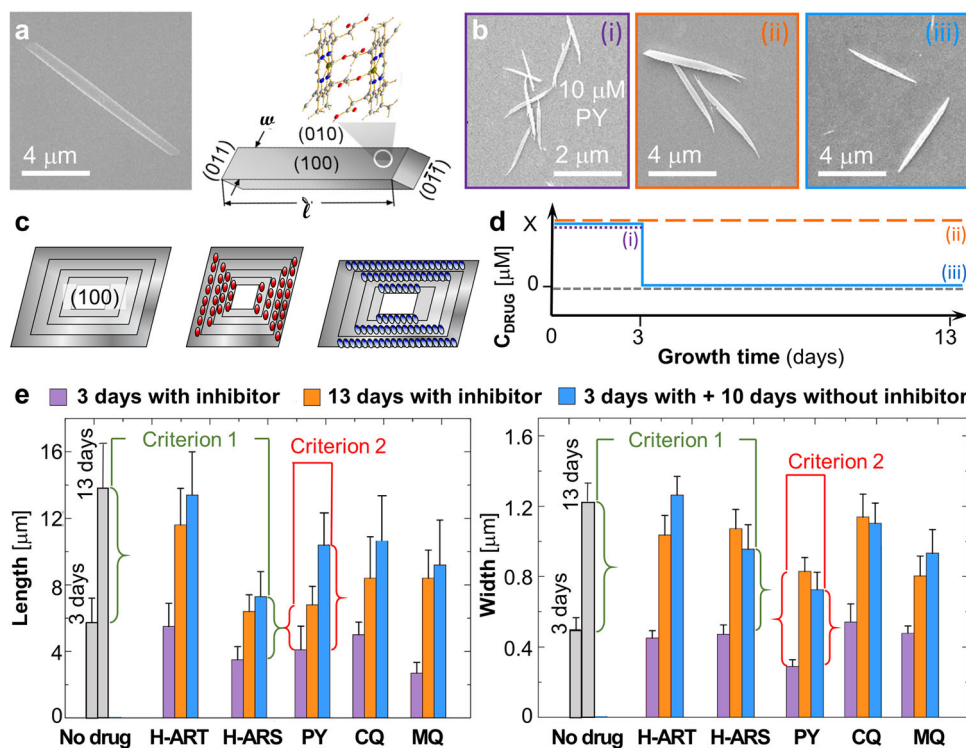 a
4 μm
w
(010)
(100)
(011)
(01̄1̄)
ℓ
b
(i)
10 μM
PY
2 μm
(ii)
4 μm
(iii)
4 μm
c
(100)
d
C_DRUG [μM]
X
0
(i)
(ii)
(iii)
0
3
13
Growth time (days)
e
3 days with inhibitor
13 days with inhibitor
3 days with + 10 days without inhibitor
Length [μm]
16
12
8
4
0
3 days
13 days
Criterion 1
Criterion 2
No drug H-ART H-ARS PY CQ MQ
Width [μm]
1.6
1.2
0.8
0.4
0
3 days
13 days
Criterion 1
Criterion 2
No drug H-ART H-ARS PY CQ MQ